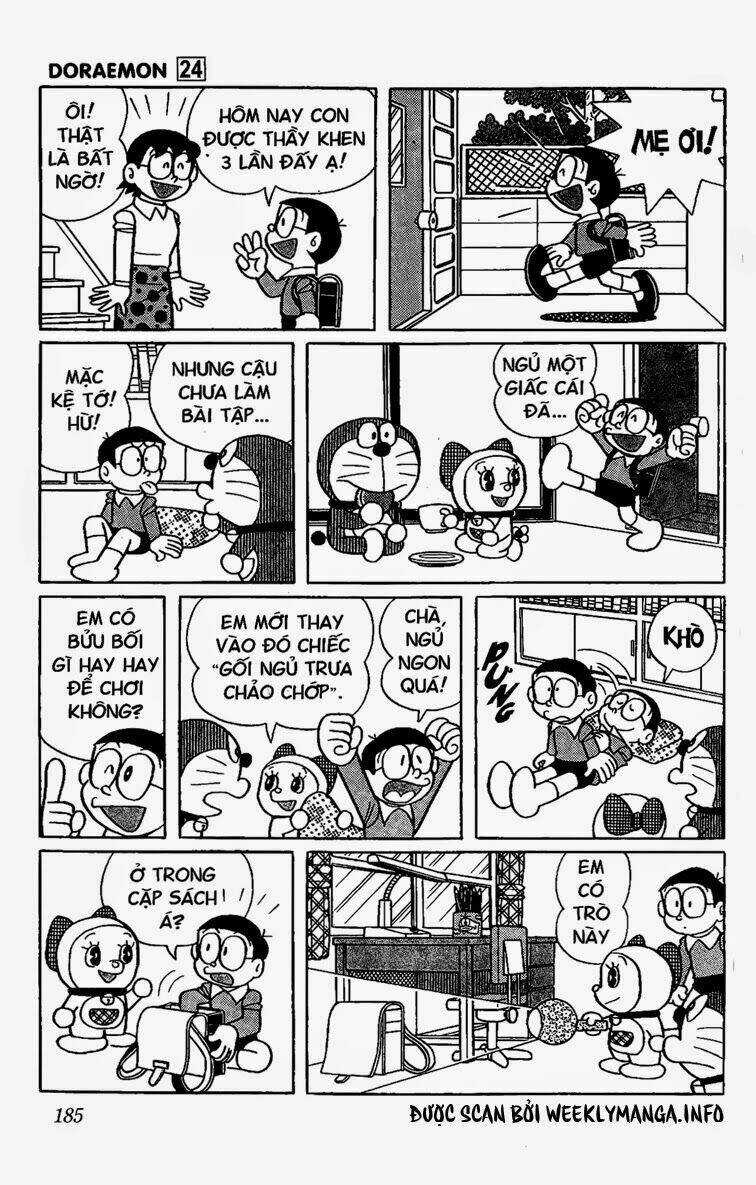 DORAEMON 24
MẸ ƠI!
HÔM NAY CON
ĐƯỢC THẦY KHEN
3 LẦN ĐẤY Ạ!
ÔI!
THẬT
LÀ BẤT
NGỜ!
NGỦ MỘT
GIẤC CÁI
ĐÃ...
NHƯNG CẬU
CHƯA LÀM
BÀI TẬP...
MẶC
KỆ TỚ!
HỪ!
KHÒ
CHÀ,
NGỦ
NGON
QUÁ!
EM MỚI THAY
VÀO ĐÓ CHIẾC
"GỐI NGỦ TRƯA
CHẢO CHỚP".
EM CÓ
BỬU BỐI
GÌ HAY HAY
ĐỂ CHƠI
KHÔNG?
EM
CÓ
TRÒ
NÀY
Ở TRONG
CẶP SÁCH
Á?
185
ĐƯỢC SCAN BỞI WEEKLYMANGA.INFO